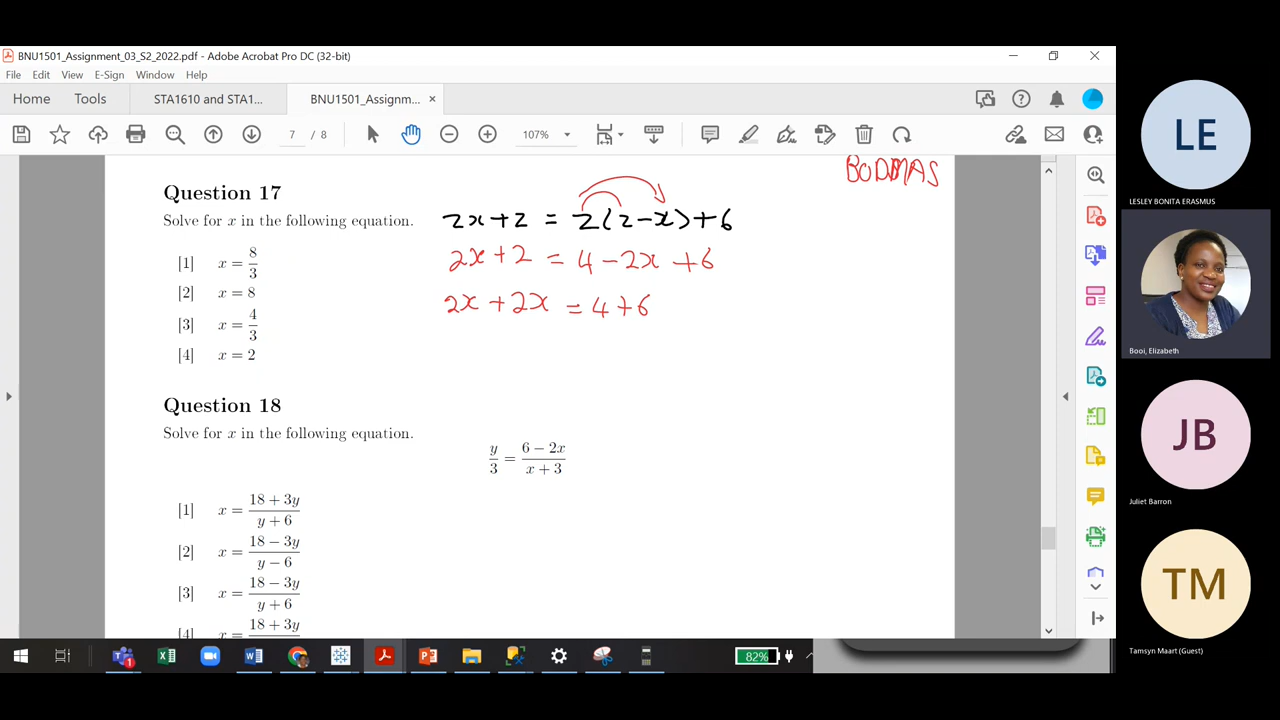 BNU1501_Assignment_03_S2_2022.pdf - Adobe Acrobat Pro DC (32-bit)
File Edit View E-Sign Window Help
Home Tools STA1610 and STA1... BNU1501_Assignm... ×
7 / 8 107%
BODMAS
Question 17
Solve for x in the following equation.
2x+2 = 2(2-x)+6
[1] x = 8/3
2x+2 = 4-2x+6
[2] x = 8
2x+2x = 4+6
[3] x = 4/3
[4] x = 2
Question 18
Solve for x in the following equation.
y/3 = (6 − 2x)/(x + 3)
[1] x = (18 + 3y)/(y + 6)
[2] x = (18 − 3y)/(y − 6)
[3] x = (18 − 3y)/(y + 6)
[4] x = 18 + 3y
LE
LESLEY BONITA ERASMUS
Booi, Elizabeth
JB
Juliet Barron
TM
Tamsyn Maart (Guest)
82%